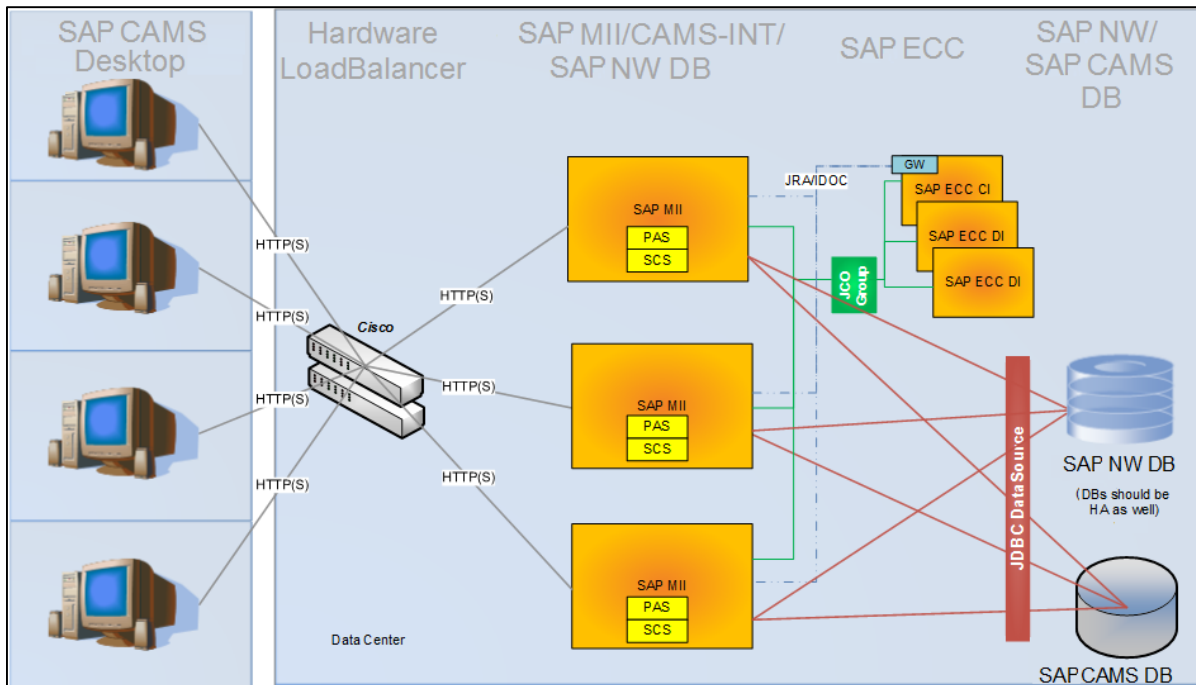 SAP CAMS
Desktop
Hardware
LoadBalancer
SAP MII/CAMS-INT/
SAP NW DB
SAP ECC
SAP NW/
SAP CAMS
DB
HTTP(S)
HTTP(S)
HTTP(S)
HTTP(S)
Cisco
HTTP(S)
HTTP(S)
HTTP(S)
SAP MII
PAS
SCS
SAP MII
PAS
SCS
SAP MII
PAS
SCS
JRA/IDOC
GW
SAP ECC CI
SAP ECC DI
SAP ECC DI
JCO
Group
JDBC DataSource
SAP NW DB
(DBs should be
HA as well)
SAP CAMS DB
Data Center